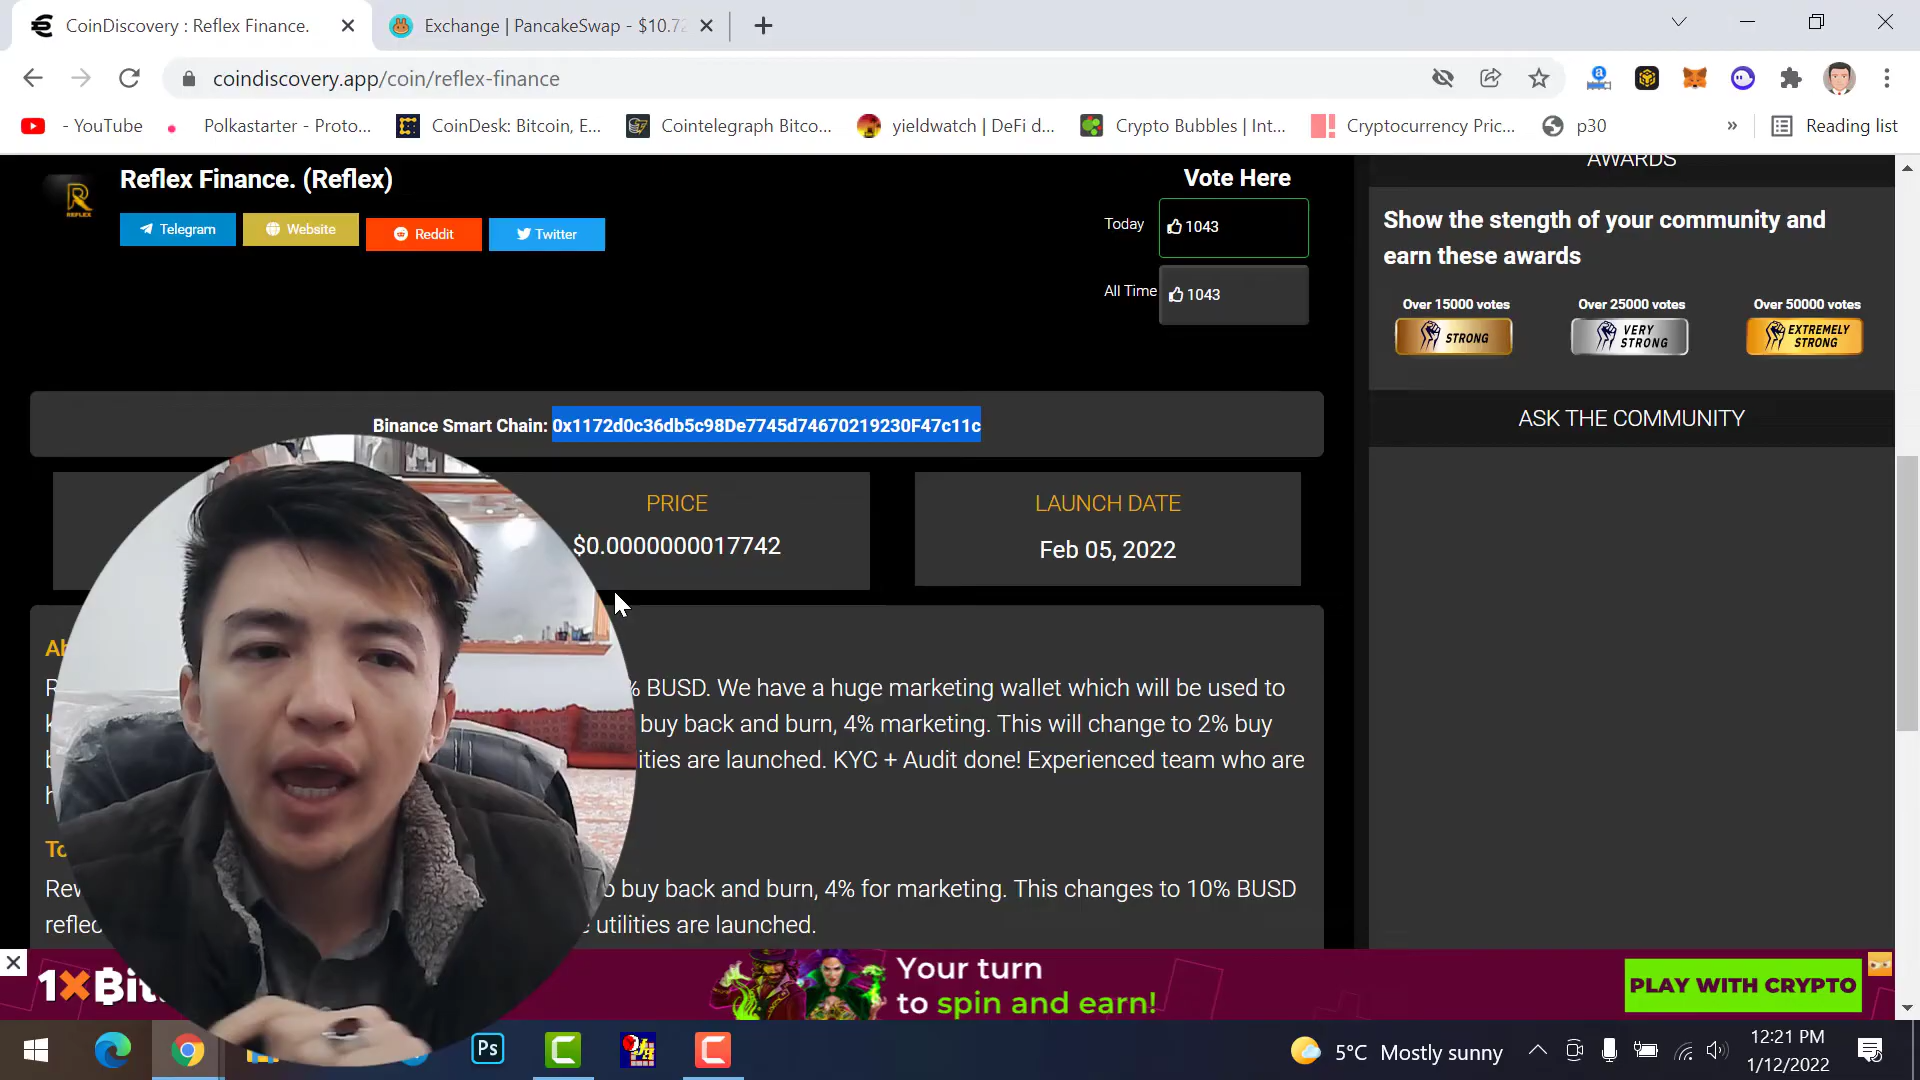 CoinDiscovery : Reflex Finance.
Exchange | PancakeSwap - $10.72
coindiscovery.app/coin/reflex-finance
- YouTube
Polkastarter - Proto...
CoinDesk: Bitcoin, E...
Cointelegraph Bitco...
yieldwatch | DeFi d...
Crypto Bubbles | Int...
Cryptocurrency Pric...
p30
»
Reading list
Reflex Finance. (Reflex)
REFLEX
Telegram
Website
Reddit
Twitter
Vote Here
Today
1043
All Time
1043
AWARDS
Show the stength of your community and
earn these awards
Over 15000 votes
Over 25000 votes
Over 50000 votes
STRONG
VERY
STRONG
EXTREMELY
STRONG
ASK THE COMMUNITY
Binance Smart Chain: 0x1172d0c36db5c98De7745d74670219230F47c11c
PRICE
$0.0000000017742
LAUNCH DATE
Feb 05, 2022
% BUSD. We have a huge marketing wallet which will be used to
buy back and burn, 4% marketing. This will change to 2% buy
ities are launched. KYC + Audit done! Experienced team who are
buy back and burn, 4% for marketing. This changes to 10% BUSD
utilities are launched.
Your turn
to spin and earn!
PLAY WITH CRYPTO
Ps
5°C Mostly sunny
12:21 PM
1/12/2022